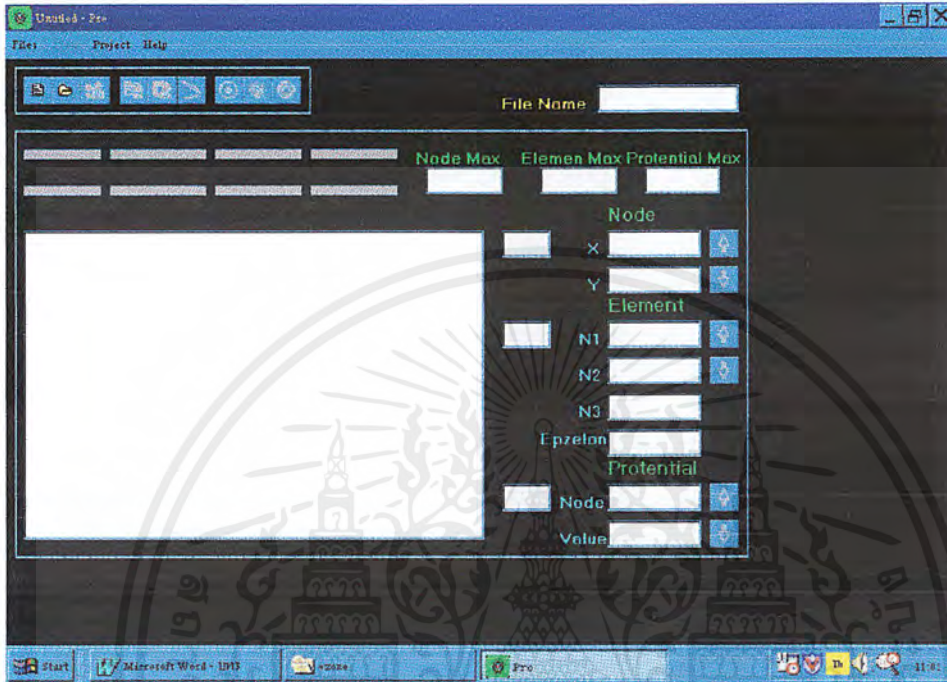 Untitled - Pro
Files Project Help
File Name
Node Max Elemen Max Protential Max
Node
X
Y
Element
N1
N2
N3
Epzelon
Protential
Node
Value
Start Microsoft Word - Pro Th